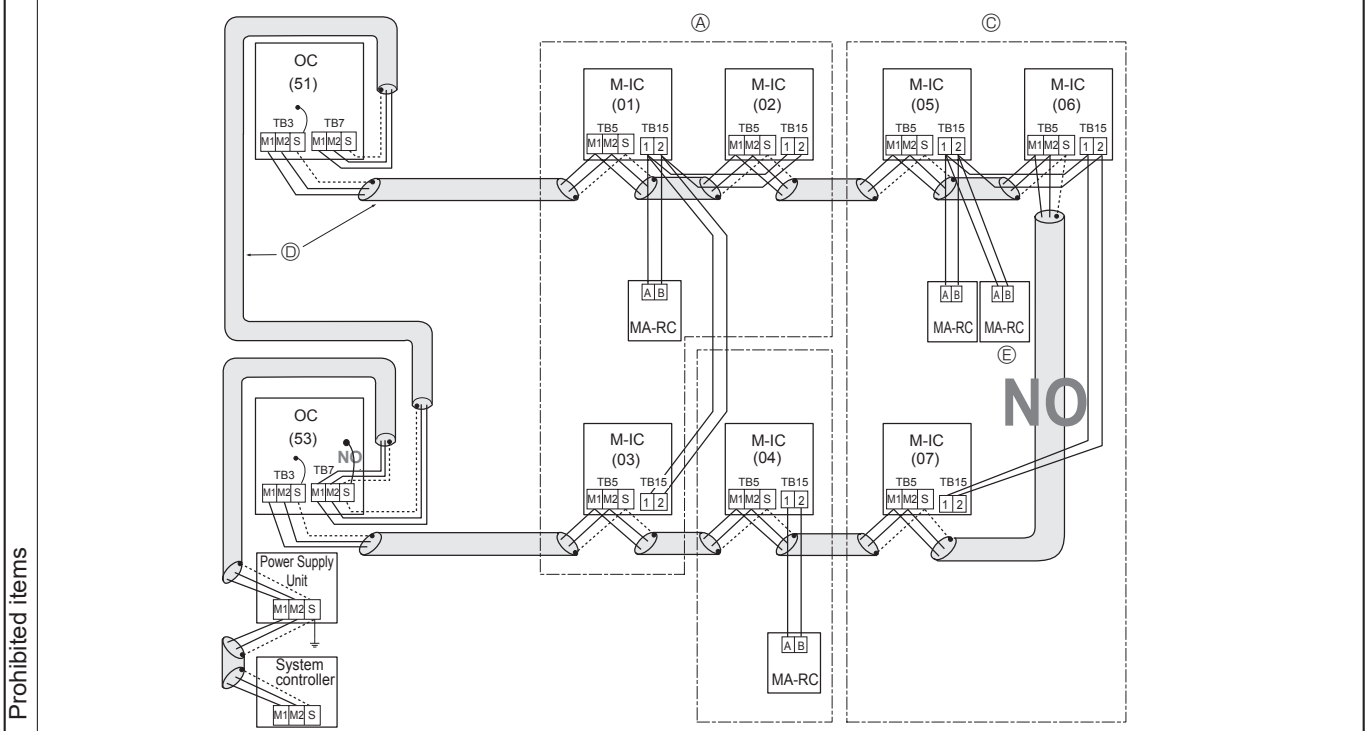 Prohibited items
Ⓐ
Ⓒ
OC
(51)
TB3 TB7
M1 M2 S M1 M2 S
M-IC
(01)
TB5 TB15
M1 M2 S 1 2
M-IC
(02)
TB5 TB15
M1 M2 S 1 2
M-IC
(05)
TB5 TB15
M1 M2 S 1 2
M-IC
(06)
TB5 TB15
M1 M2 S 1 2
Ⓓ
A B
MA-RC
A B
MA-RC
A B
MA-RC
Ⓔ
NO
OC
(53)
NO
TB3 TB7
M1 M2 S M1 M2 S
M-IC
(03)
TB5 TB15
M1 M2 S 1 2
M-IC
(04)
TB5 TB15
M1 M2 S 1 2
M-IC
(07)
TB5 TB15
M1 M2 S 1 2
Power Supply
Unit
M1 M2 S
A B
MA-RC
System
controller
M1 M2 S